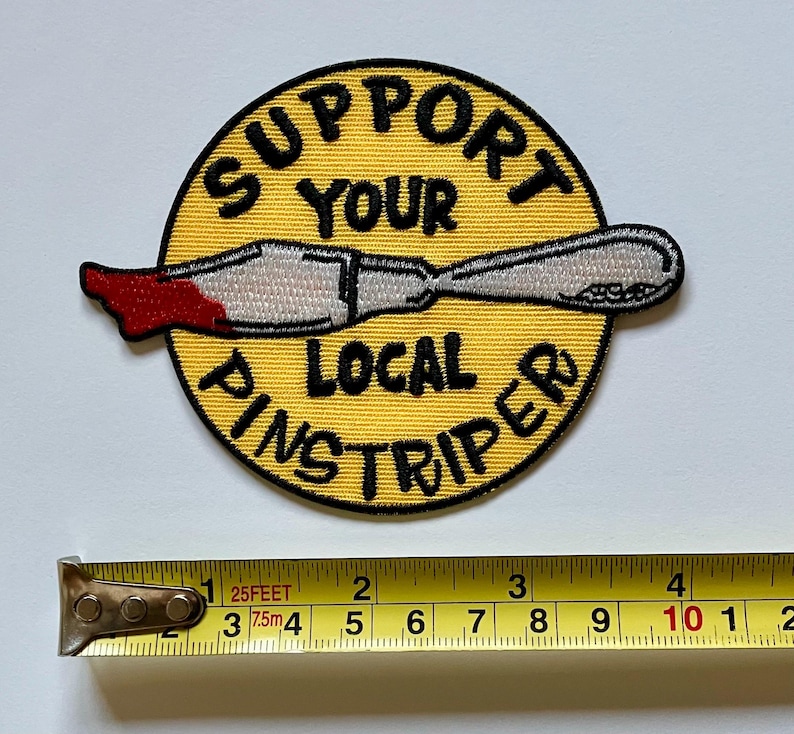 SUPPORT
YOUR
LOCAL
PINSTRIPER
1 25FEET 2 3 4
2 3 7.5m 4 5 6 7 8 9 10 1 2